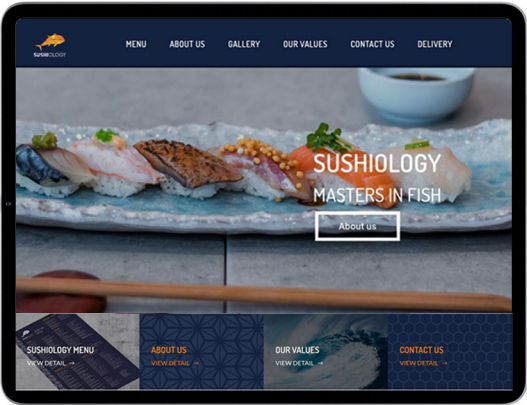 SUSHIOLOGY
MENU
ABOUT US
GALLERY
OUR VALUES
CONTACT US
DELIVERY
SUSHIOLOGY
MASTERS IN FISH
About us
SUSHIOLOGY MENU
VIEW DETAIL →
ABOUT US
VIEW DETAIL →
OUR VALUES
VIEW DETAIL →
CONTACT US
VIEW DETAIL →